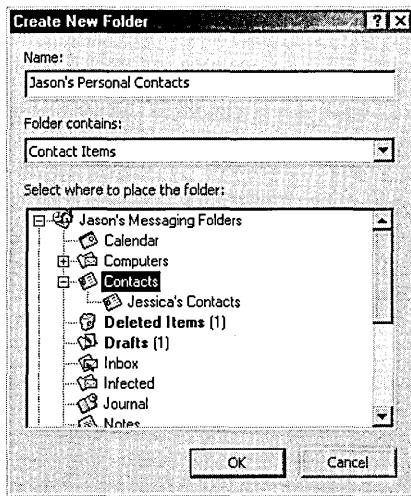 Create New Folder
Name:
Jason's Personal Contacts
Folder contains:
Contact Items
Select where to place the folder:
Jason's Messaging Folders
Calendar
Computers
Contacts
Jessica's Contacts
Deleted Items (1)
Drafts (1)
Inbox
Infected
Journal
Notes
OK Cancel